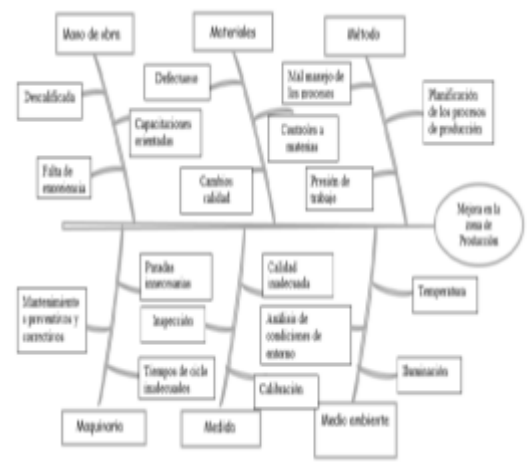 Mano de obra
Materiales
Método
Descalificada
Capacitaciones
orientadas
Falta de
Defectuoso
Controles a
materias
Cambios
calidad
Mal manejo de
los procesos
Planificación
de los procesos
de producción
Presión de
trabajo
Mejora en la
zona de
Producción
Paradas
innecesarias
Mantenimiento
s preventivos y
correctivos
Tiempos de ciclo
inadecuados
Calidad
inadecuada
Inspección
Calibración
Análisis de
condiciones de
entorno
Temperatura
Iluminación
Maquinaria
Medida
Medio ambiente